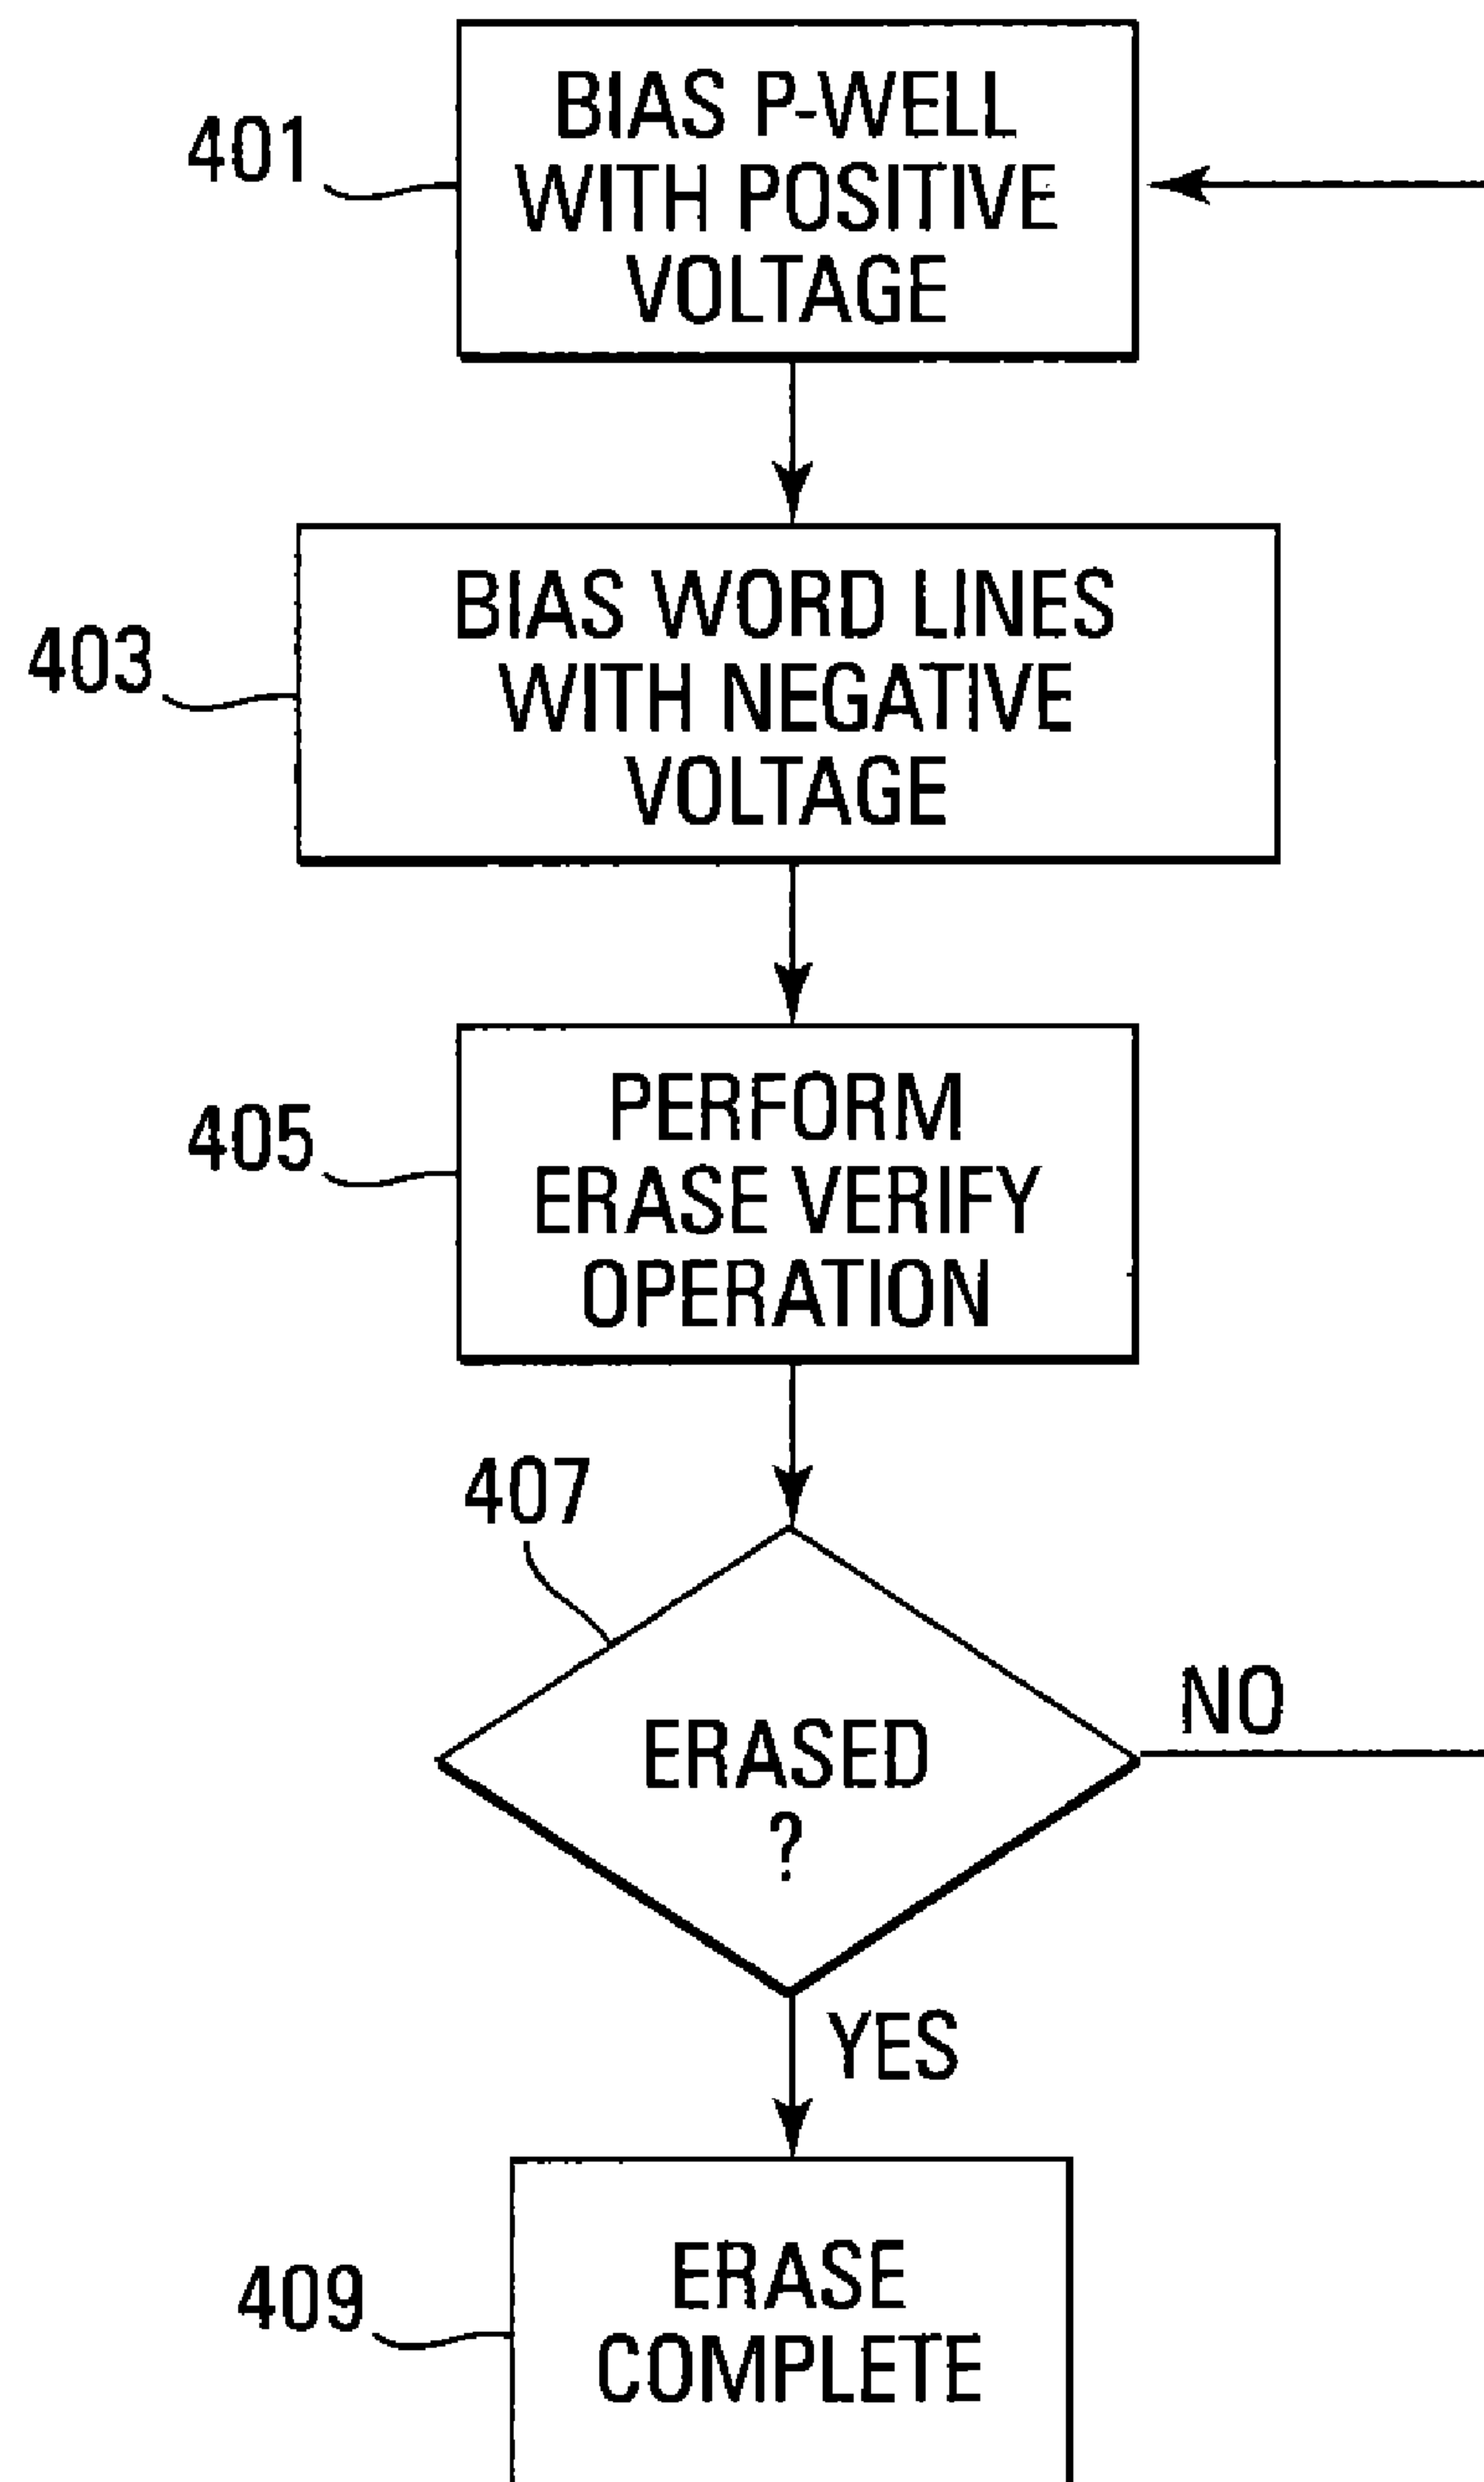 401
BIAS P-WELL
WITH POSITIVE
VOLTAGE
403
BIAS WORD LINES
WITH NEGATIVE
VOLTAGE
405
PERFORM
ERASE VERIFY
OPERATION
407
ERASED
?
NO
YES
409
ERASE
COMPLETE